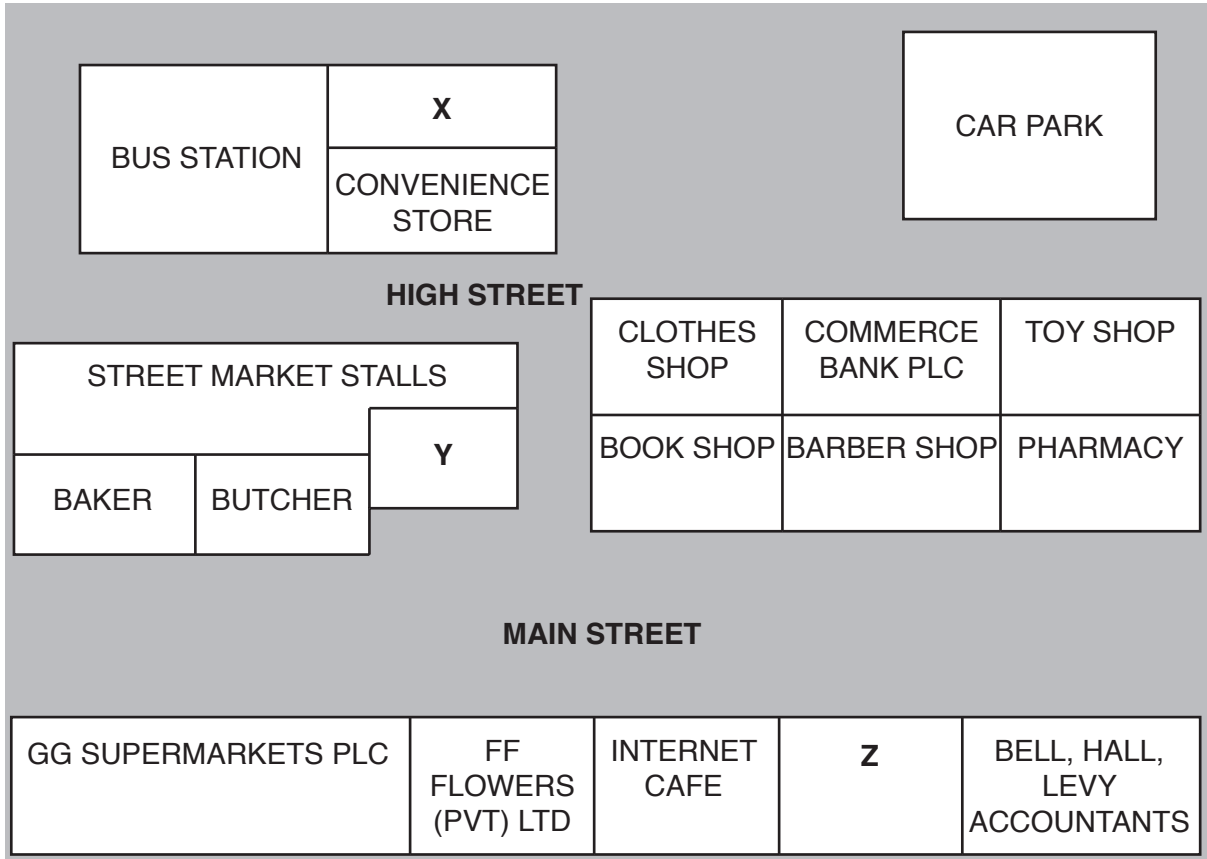 X
CAR PARK
BUS STATION
CONVENIENCE
STORE
HIGH STREET
CLOTHES
SHOP
COMMERCE
BANK PLC
TOY SHOP
STREET MARKET STALLS
Y
BOOK SHOP
BARBER SHOP
PHARMACY
BAKER
BUTCHER
MAIN STREET
GG SUPERMARKETS PLC
FF
FLOWERS
(PVT) LTD
INTERNET
CAFE
Z
BELL, HALL,
LEVY
ACCOUNTANTS